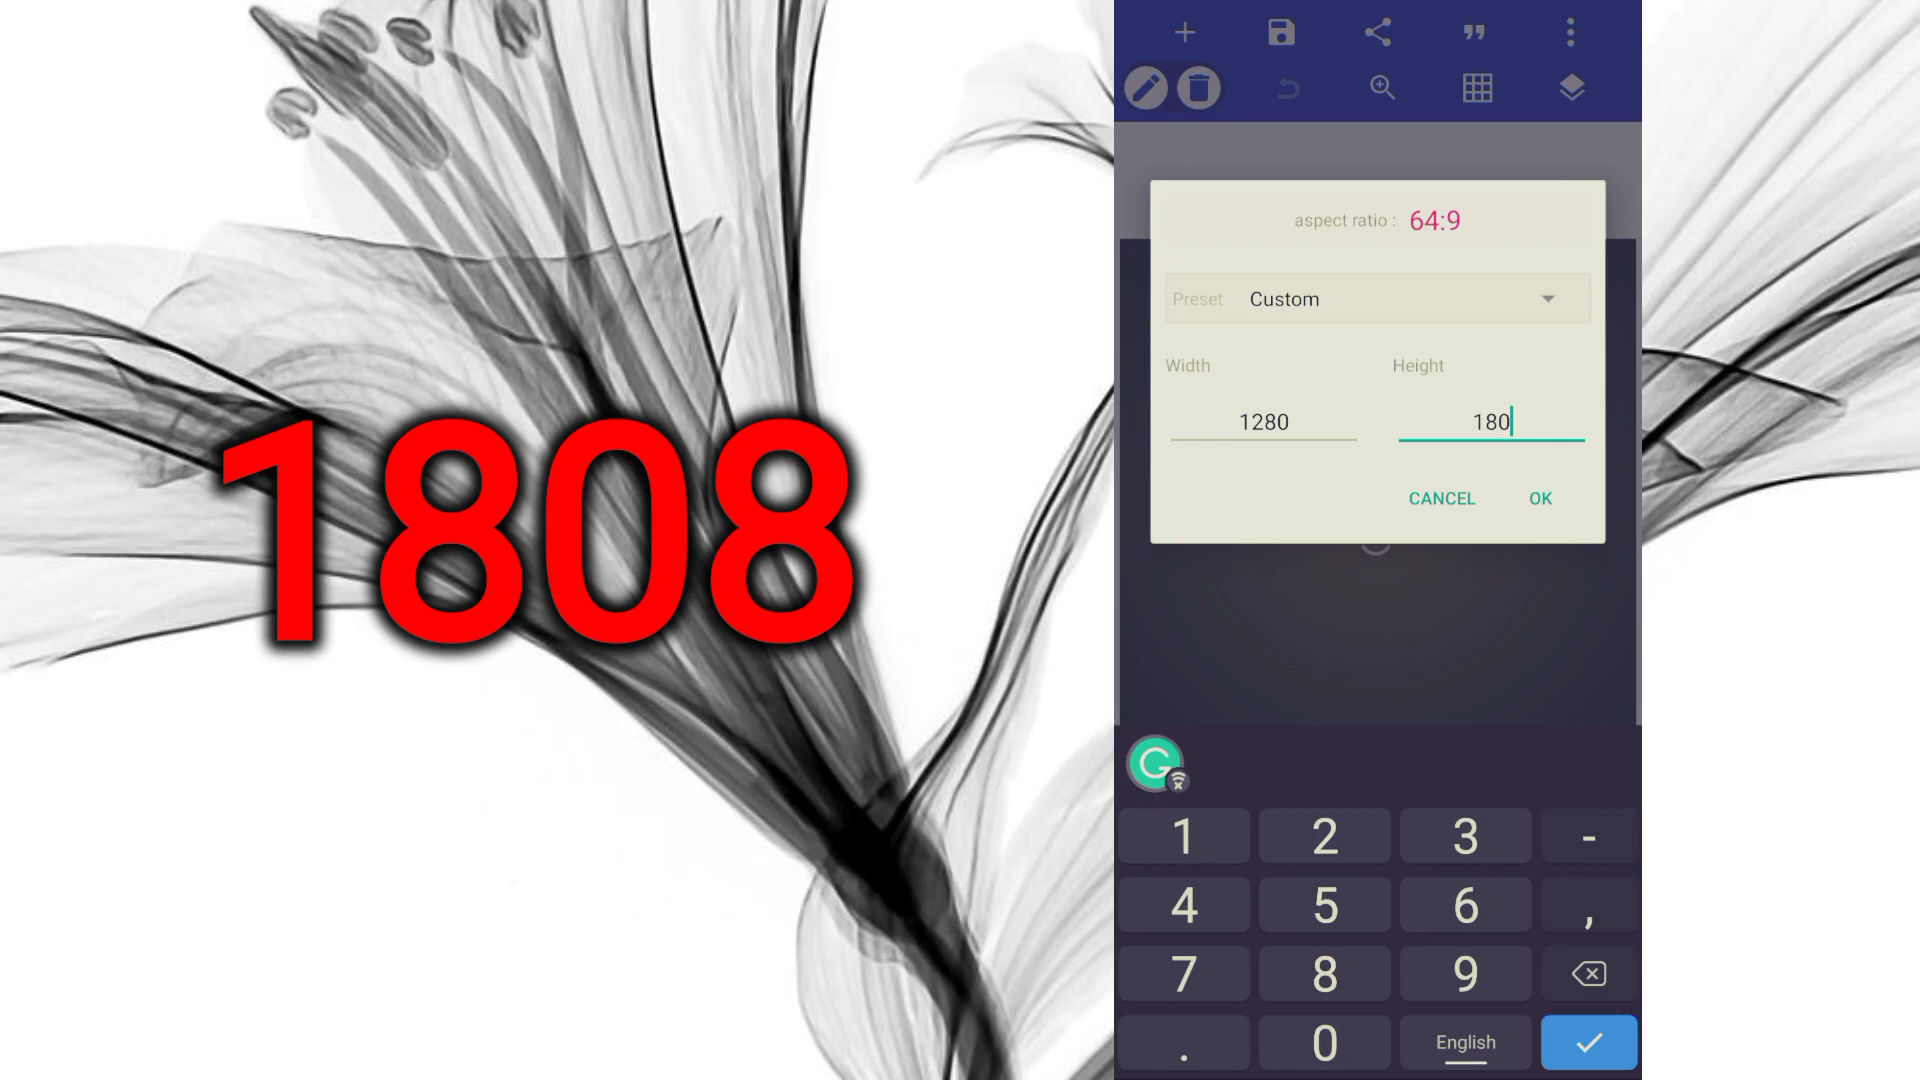 1808
aspect ratio : 64:9
Preset Custom
Width Height
1280 180
CANCEL OK
1 2 3 -
4 5 6 ,
7 8 9
. 0 English